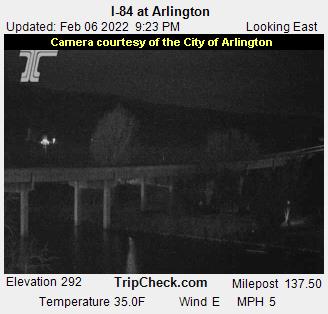 I-84 at Arlington
Updated: Feb 06 2022 9:23 PM Looking East
Camera courtesy of the City of Arlington
Elevation 292 TripCheck.com Milepost 137.50
Temperature 35.0F Wind E MPH 5